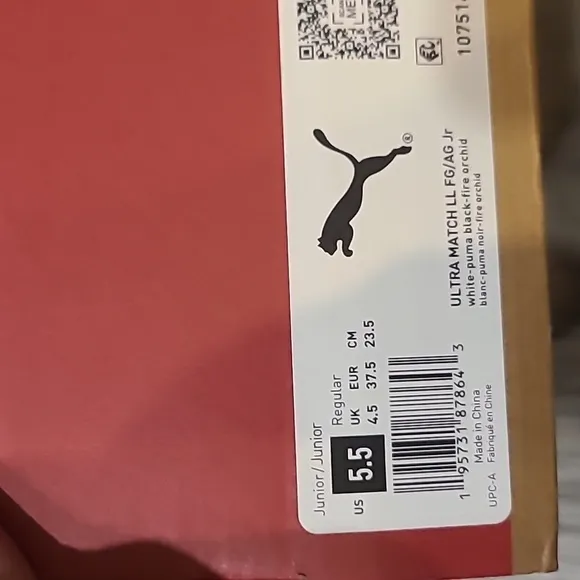 Junior/Junior
Regular
US 5.5
UK EUR CM
4.5 37.5 23.5
1 95731 87864 3
Made in China
UPC-A Fabriqué en Chine
®
ULTRA MATCH LL FG/AG Jr
white-puma black-fire orchid
blanc-puma noir-fire orchid
SCAN
ME